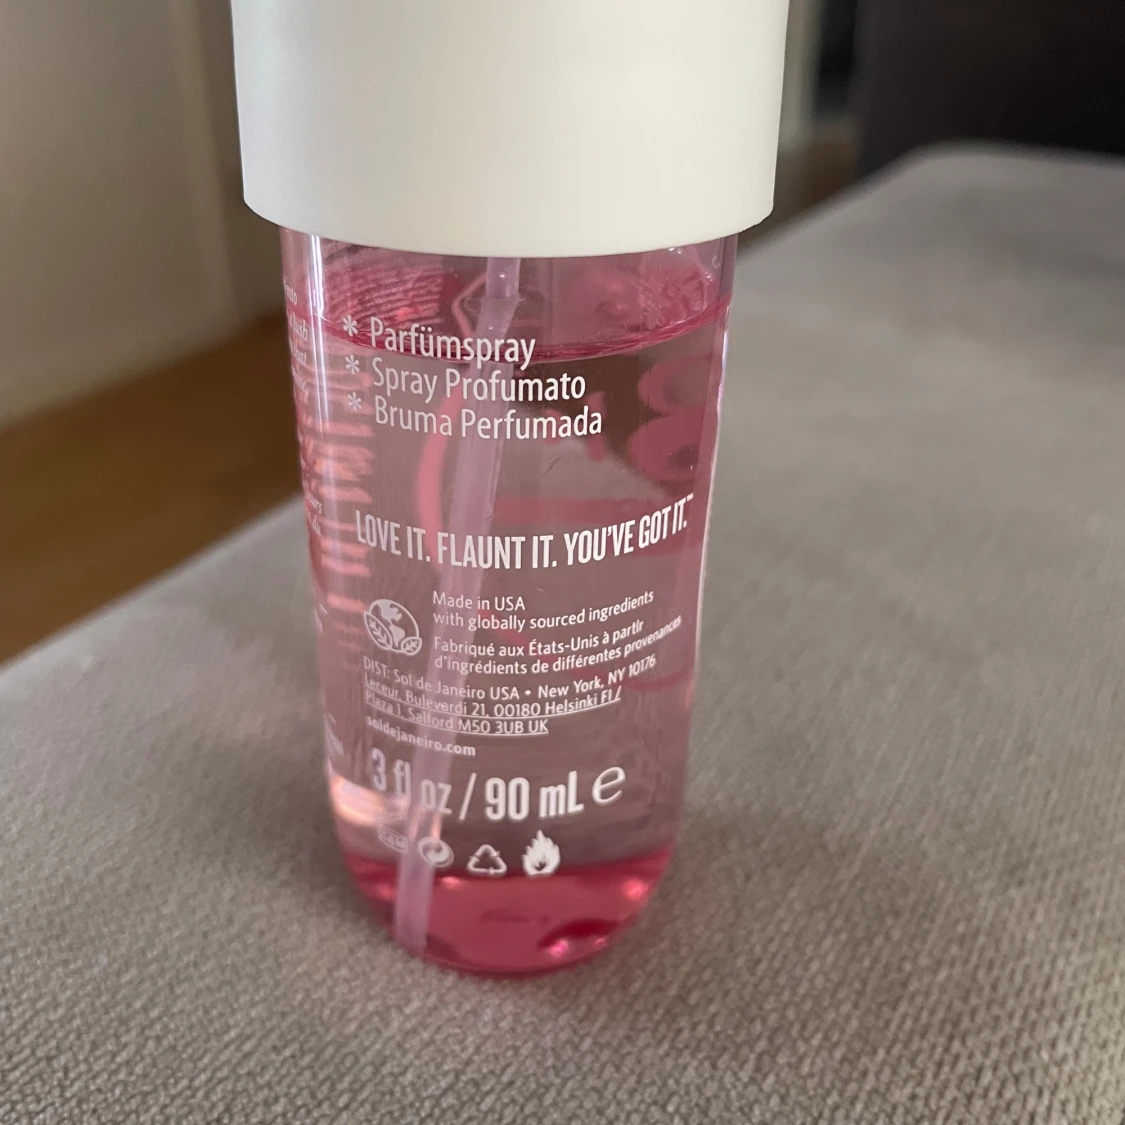 * Parfümspray
* Spray Profumato
* Bruma Perfumada
LOVE IT. FLAUNT IT. YOU'VE GOT IT.™
Made in USA
with globally sourced ingredients
Fabriqué aux États-Unis à partir
d'ingrédients de différentes provenances
DIST: Sol de Janeiro USA • New York, NY 10176
Leceur, Bulevardi 21, 00180 Helsinki FI /
Plaza 1, Salford M50 3UB UK
soldejaneiro.com
3 fl oz / 90 mL ℮